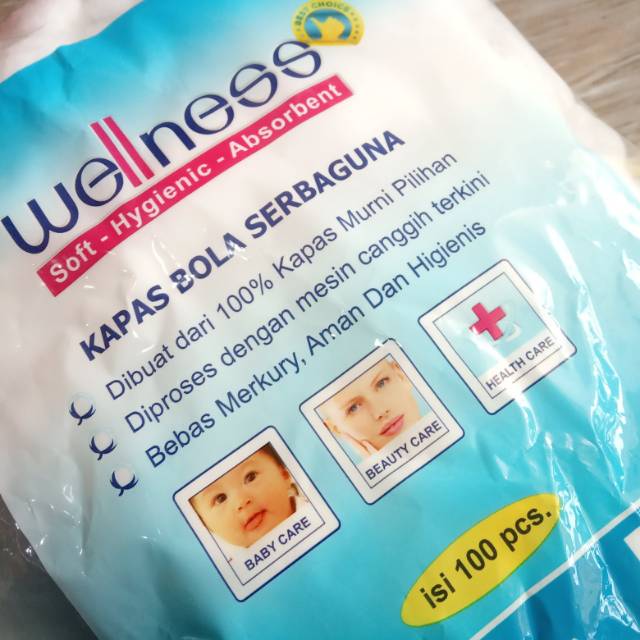 BEST CHOICE
wellness
Soft - Hygienic - Absorbent
KAPAS BOLA SERBAGUNA
Dibuat dari 100% Kapas Murni Pilihan
Diproses dengan mesin canggih terkini
Bebas Merkury, Aman Dan Higienis
BABY CARE
BEAUTY CARE
HEALTH CARE
isi 100 pcs.